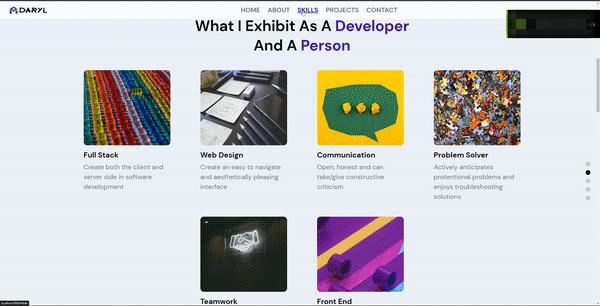 DARYL
HOME ABOUT SKILLS PROJECTS CONTACT
What I Exhibit As A Developer
And A Person
Full Stack
Create both the client and
server side in software
development
Web Design
Create an easy to navigate
and aesthetically pleasing
interface
Communication
Open, honest and can
take/give constructive
criticism
Problem Solver
Actively anticipates
protentional problems and
enjoys troubleshooting
solutions
Teamwork
Front End